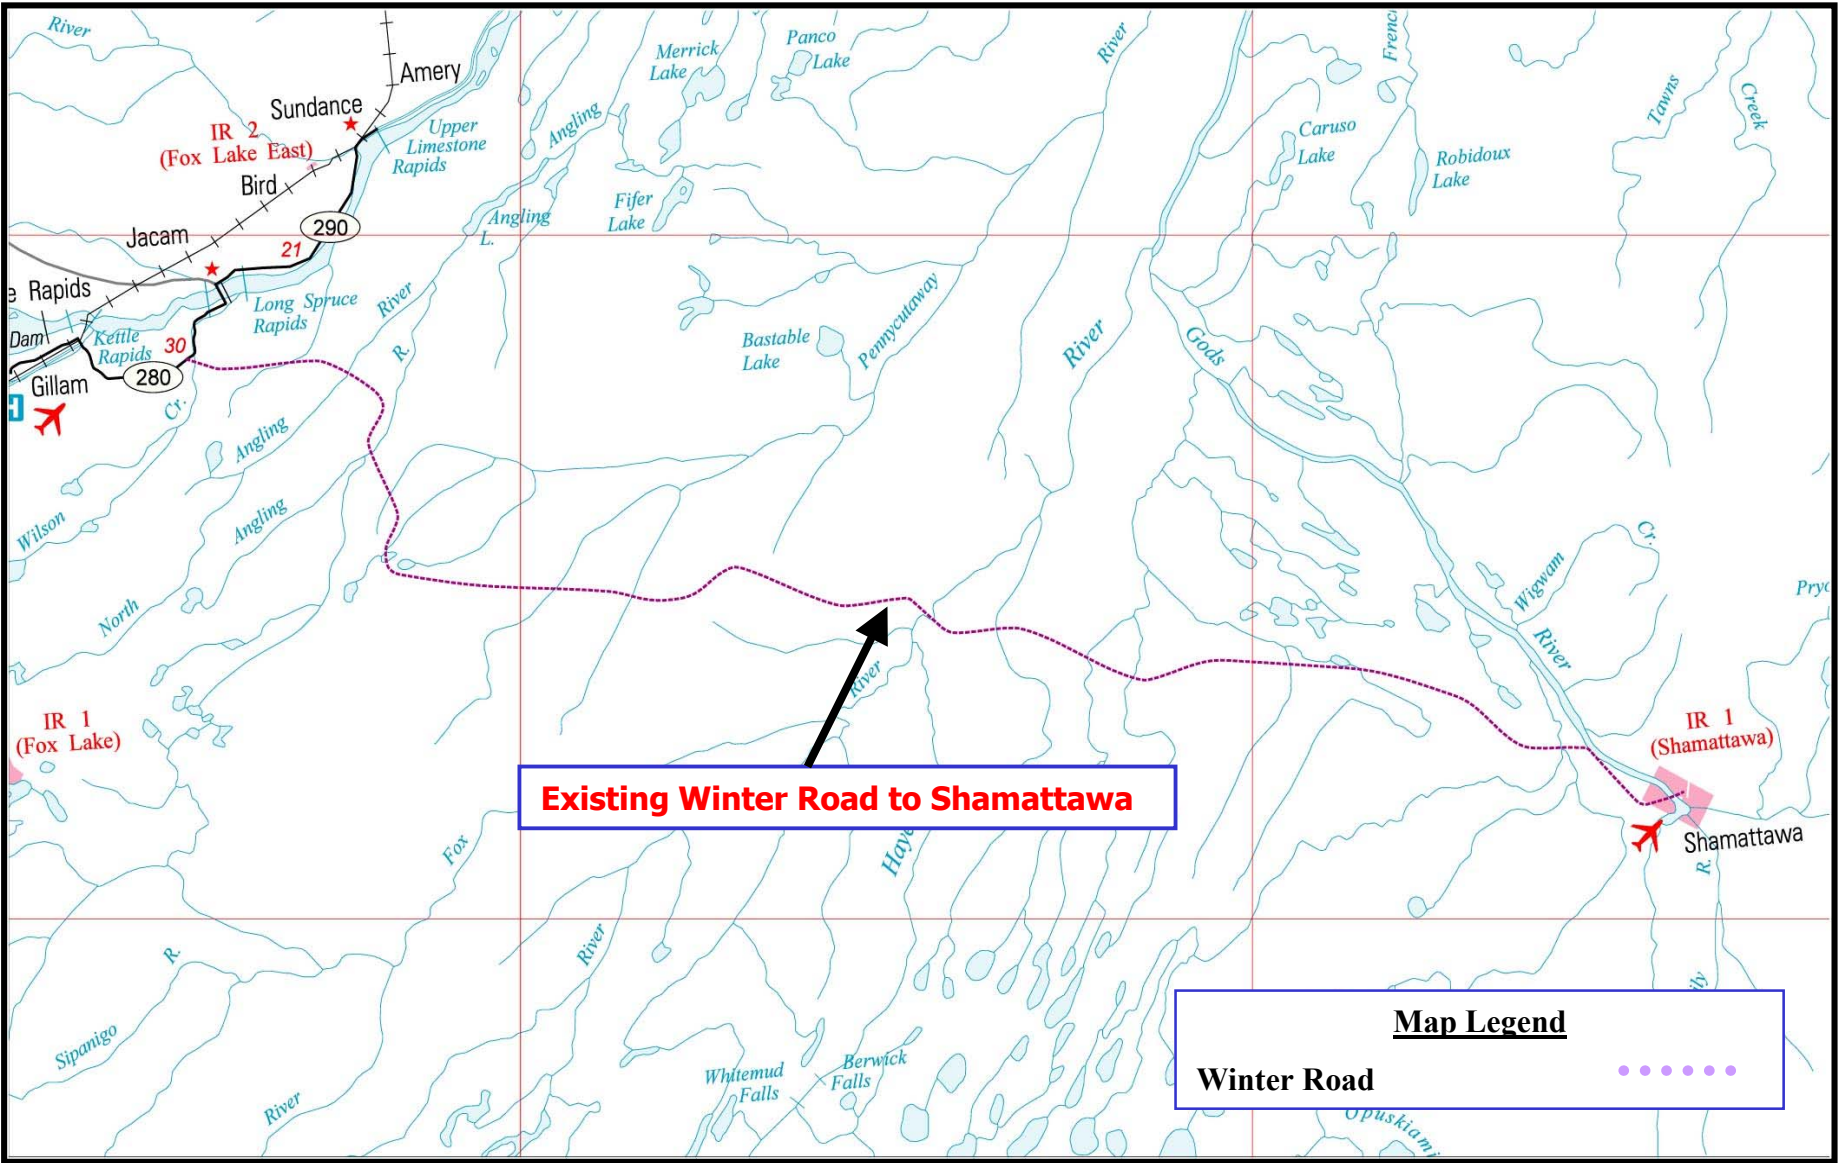 River
Merrick
Lake
Panco
Lake
River
Amery
Sundance
IR 2
(Fox Lake East)
Upper
Limestone
Rapids
Angling
Tawns
Creek
Caruso
Lake
Robidoux
Lake
Bird
Fifer
Lake
Angling
L.
290
Jacam
21
Rapids
Long Spruce
Rapids
River
Pennycutaway
River
Gods
Dam
Kettle
Rapids
30
R.
Bastable
Lake
280
Gillam
Cr.
Angling
Angling
Wilson
Cr.
Wigwam
North
River
River
IR 1
(Fox Lake)
IR 1
(Shamattawa)
Existing Winter Road to Shamattawa
Fox
Shamattawa
R.
R.
River
Sipanigo
River
Whitemud
Falls
Berwick
Falls
Map Legend
Winter Road